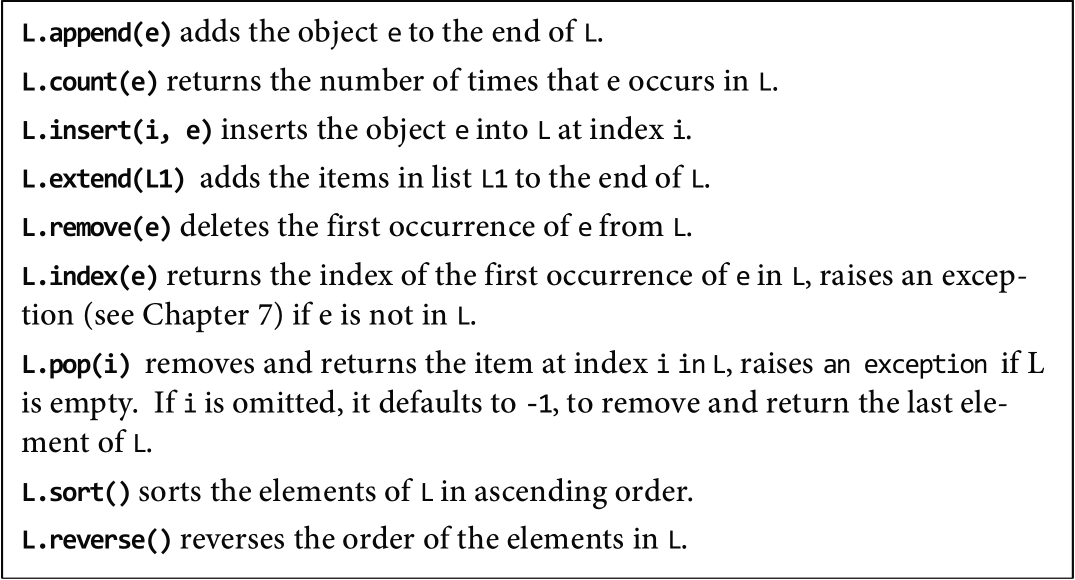 L.append(e) adds the object e to the end of L.
L.count(e) returns the number of times that e occurs in L.
L.insert(i, e) inserts the object e into L at index i.
L.extend(L1) adds the items in list L1 to the end of L.
L.remove(e) deletes the first occurrence of e from L.
L.index(e) returns the index of the first occurrence of e in L, raises an excep-
tion (see Chapter 7) if e is not in L.
L.pop(i) removes and returns the item at index i in L, raises an exception if L
is empty. If i is omitted, it defaults to -1, to remove and return the last ele-
ment of L.
L.sort() sorts the elements of L in ascending order.
L.reverse() reverses the order of the elements in L.